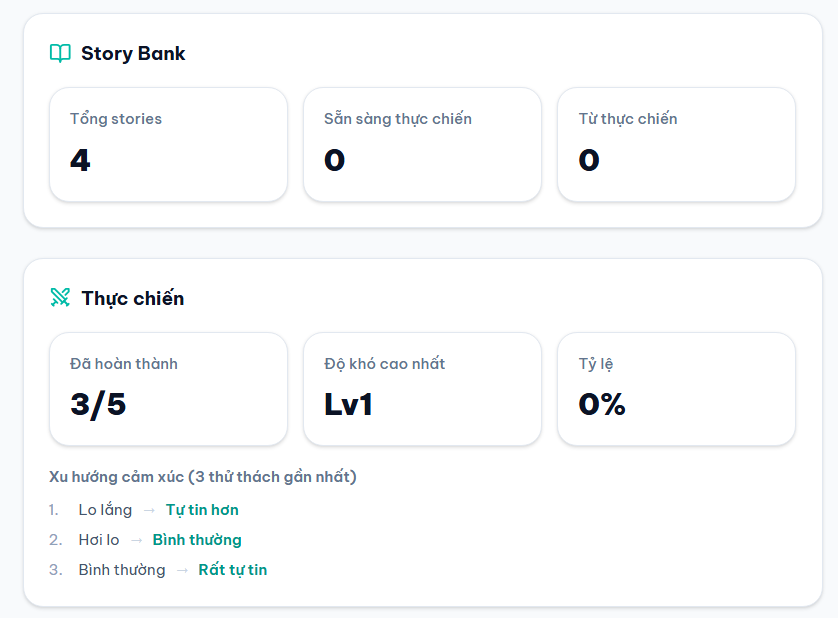 Story Bank
Tổng stories
4
Sẵn sàng thực chiến
0
Từ thực chiến
0
Thực chiến
Đã hoàn thành
3/5
Độ khó cao nhất
Lv1
Tỷ lệ
0%
Xu hướng cảm xúc (3 thử thách gần nhất)
1. Lo lắng → Tự tin hơn
2. Hơi lo → Bình thường
3. Bình thường → Rất tự tin